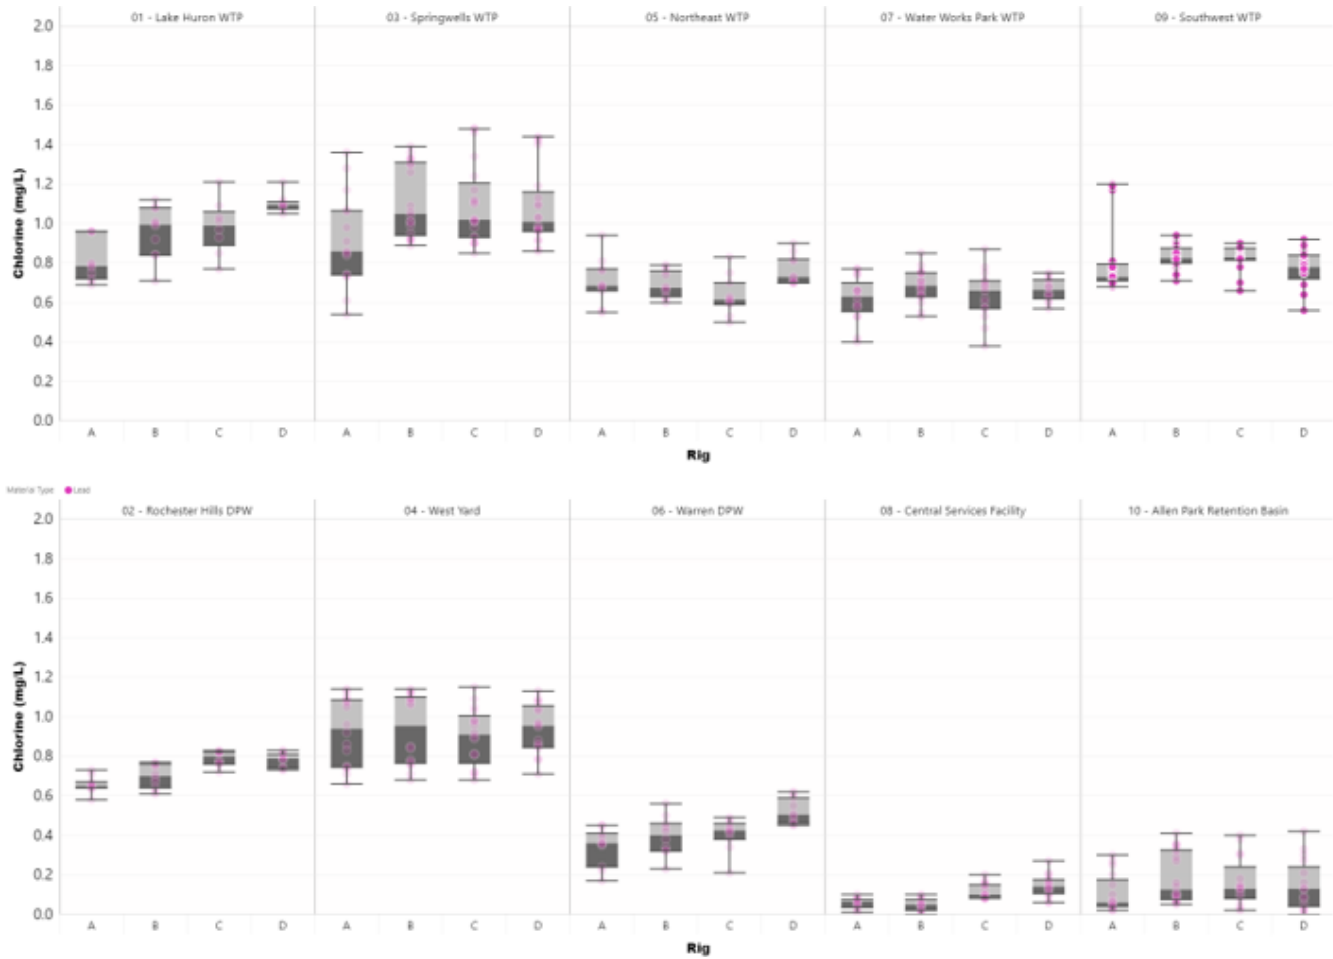 01 - Lake Huron WTP 03 - Springwells WTP 05 - Northeast WTP 07 - Water Works Park WTP 09 - Southwest WTP
2.0
1.8
1.6
1.4
1.2
Chlorine (mg/L)
1.0
0.8
0.6
0.4
0.2
0.0
A B C D A B C D A B C D A B C D A B C D
Rig
Material Type Lead
02 - Rochester Hills DPW 04 - West Yard 06 - Warren DPW 08 - Central Services Facility 10 - Allen Park Retention Basin
2.0
1.8
1.6
1.4
1.2
Chlorine (mg/L)
1.0
0.8
0.6
0.4
0.2
0.0
A B C D A B C D A B C D A B C D A B C D
Rig